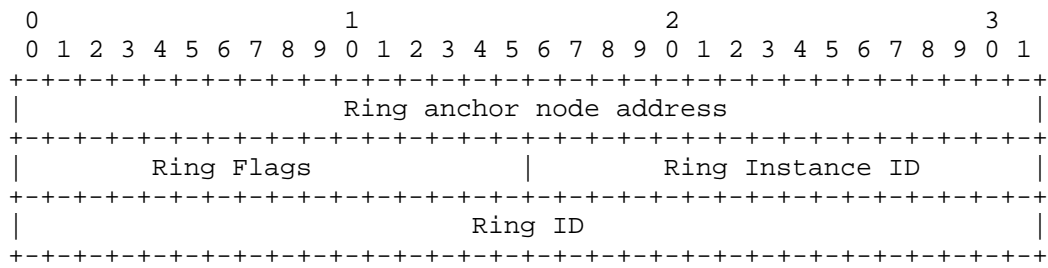 0                   1                   2                   3
 0 1 2 3 4 5 6 7 8 9 0 1 2 3 4 5 6 7 8 9 0 1 2 3 4 5 6 7 8 9 0 1
+-+-+-+-+-+-+-+-+-+-+-+-+-+-+-+-+-+-+-+-+-+-+-+-+-+-+-+-+-+-+-+-+
|                    Ring anchor node address                   |
+-+-+-+-+-+-+-+-+-+-+-+-+-+-+-+-+-+-+-+-+-+-+-+-+-+-+-+-+-+-+-+-+
|        Ring Flags             |        Ring Instance ID       |
+-+-+-+-+-+-+-+-+-+-+-+-+-+-+-+-+-+-+-+-+-+-+-+-+-+-+-+-+-+-+-+-+
|                            Ring ID                            |
+-+-+-+-+-+-+-+-+-+-+-+-+-+-+-+-+-+-+-+-+-+-+-+-+-+-+-+-+-+-+-+-+